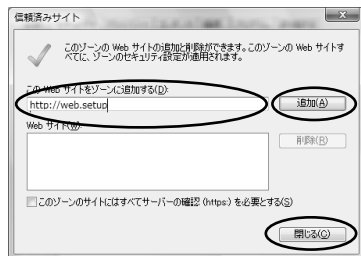 信頼済みサイト
このゾーンの Web サイトの追加と削除ができます。このゾーンの Web サイトす
べてに、ゾーンのセキュリティ設定が適用されます。
この Web サイトをゾーンに追加する(D):
http://web.setup
追加(A)
Web サイト(W):
削除(R)
このゾーンのサイトにはすべてサーバーの確認 (https:) を必要とする(S)
閉じる(C)